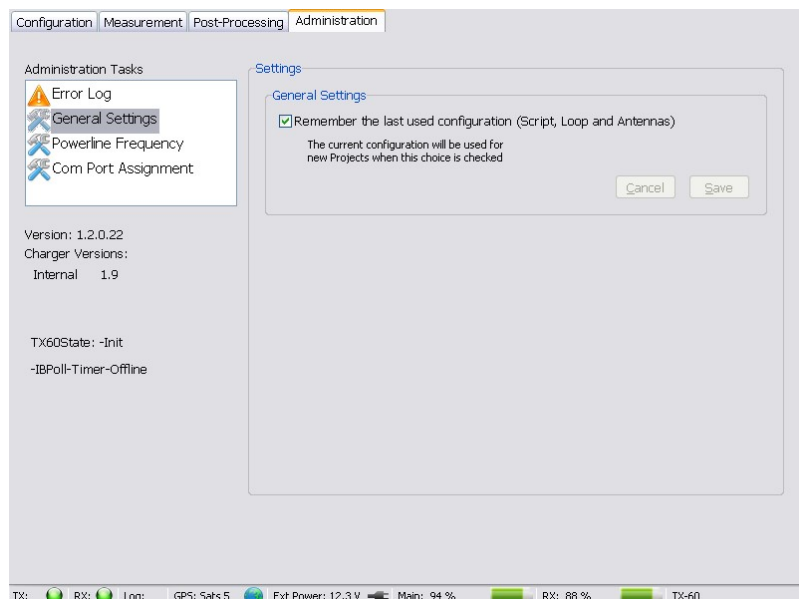 Configuration Measurement Post-Processing Administration
Administration Tasks
Error Log
General Settings
Powerline Frequency
Com Port Assignment
Version: 1.2.0.22
Charger Versions:
Internal 1.9
TX60State: -Init
-IBPoll-Timer-Offline
Settings
General Settings
Remember the last used configuration (Script, Loop and Antennas)
The current configuration will be used for
new Projects when this choice is checked
Cancel Save
TX: RX: Log: GPS: Sats 5 Ext Power: 12.3 V Main: 94 % RX: 88 % TX-60